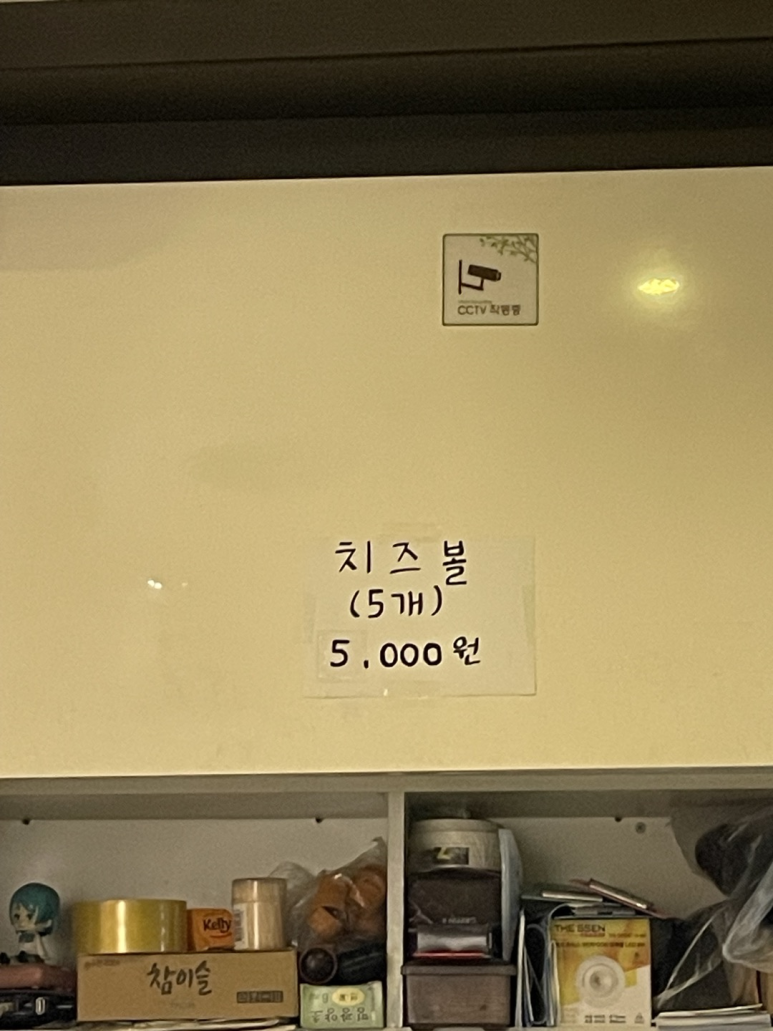 CCTV 작동중
치즈볼
(5개)
5,000원
Kelly
참이슬
THE SSEN